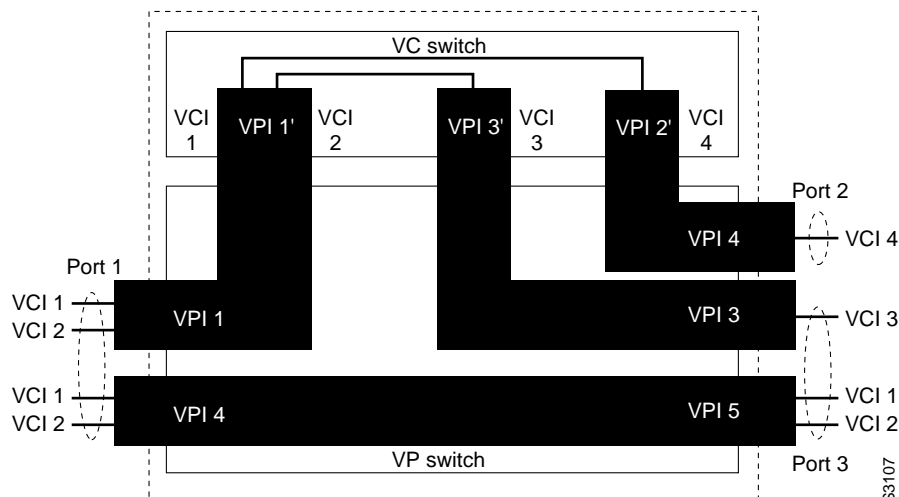 VC switch
VCI
1
VPI 1'
VCI
2
VPI 3'
VCI
3
VPI 2'
VCI
4
Port 2
VPI 4
VCI 4
Port 1
VCI 1
VCI 2
VPI 1
VPI 3
VCI 3
VCI 1
VCI 2
VPI 4
VPI 5
VCI 1
VCI 2
VP switch
Port 3